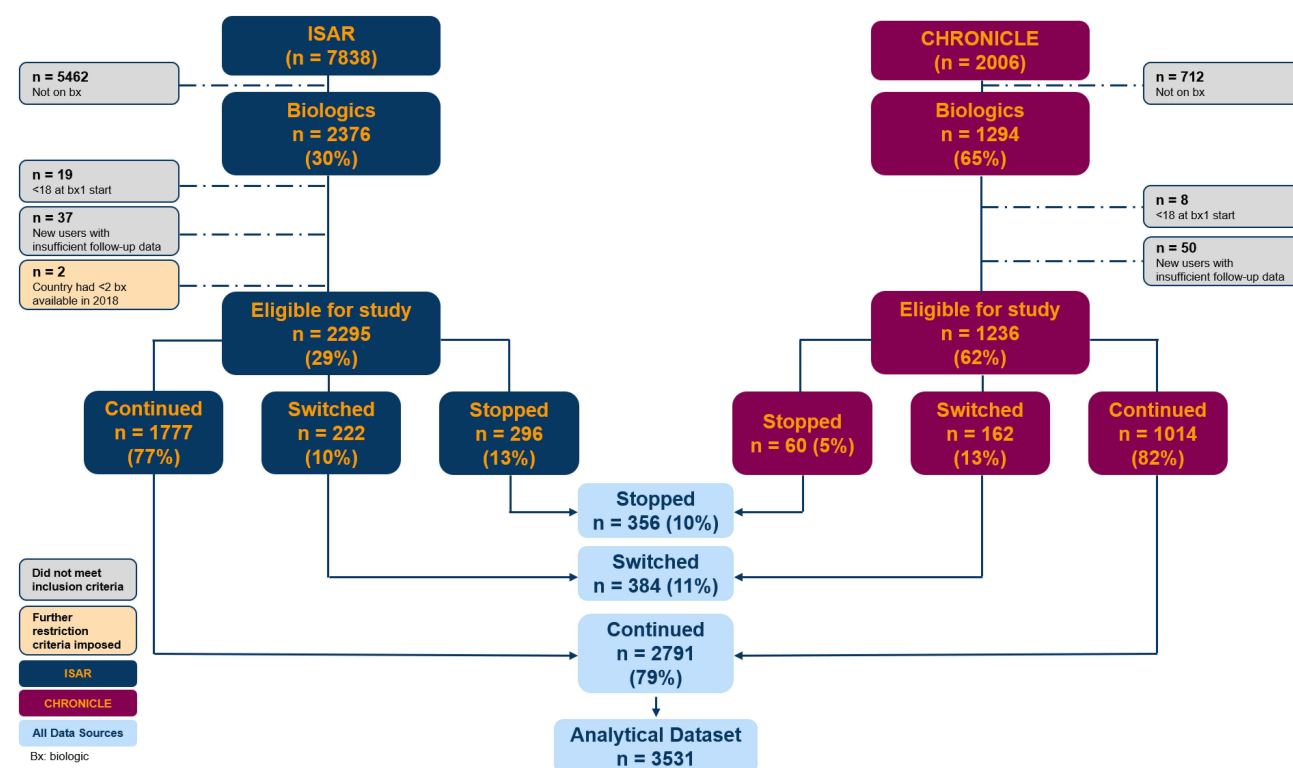 ISAR
(n = 7838)
CHRONICLE
(n = 2006)
n = 5462
Not on bx
n = 712
Not on bx
Biologics
n = 2376
(30%)
Biologics
n = 1294
(65%)
n = 19
<18 at bx1 start
n = 37
New users with
insufficient follow-up data
n = 2
Country had <2 bx
available in 2018
n = 8
<18 at bx1 start
n = 50
New users with
insufficient follow-up data
Eligible for study
n = 2295
(29%)
Eligible for study
n = 1236
(62%)
Continued
n = 1777
(77%)
Switched
n = 222
(10%)
Stopped
n = 296
(13%)
Stopped
n = 60 (5%)
Switched
n = 162
(13%)
Continued
n = 1014
(82%)
Stopped
n = 356 (10%)
Switched
n = 384 (11%)
Continued
n = 2791
(79%)
Analytical Dataset
n = 3531
Did not meet
inclusion criteria
Further
restriction
criteria imposed
ISAR
CHRONICLE
All Data Sources
Bx: biologic